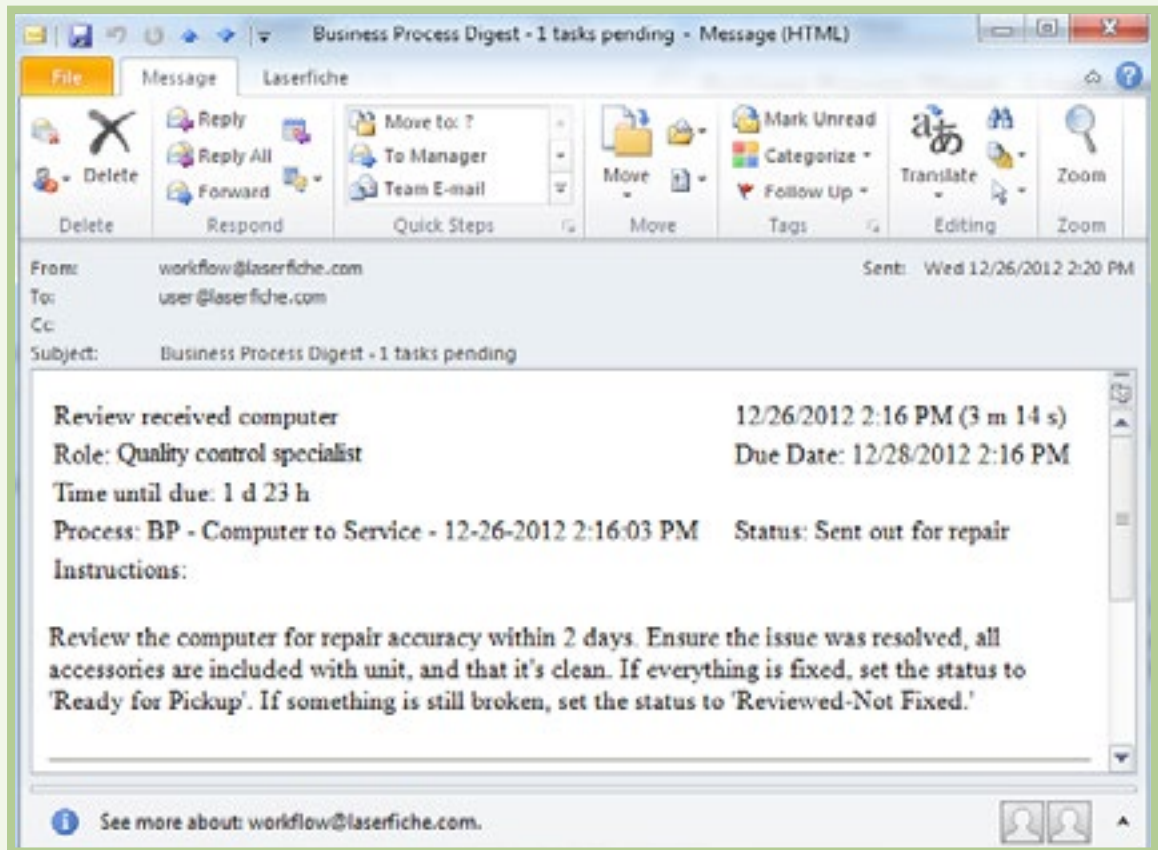 Business Process Digest - 1 tasks pending - Message (HTML)
File Message Laserfiche
Delete
Reply
Reply All
Forward
Move to: ?
To Manager
Team E-mail
Move
Mark Unread
Categorize
Follow Up
aあ
Translate
Zoom
Delete Respond Quick Steps Move Tags Editing Zoom
From: workflow@laserfiche.com Sent: Wed 12/26/2012 2:20 PM
To: user@laserfiche.com
Cc:
Subject: Business Process Digest - 1 tasks pending
Review received computer 12/26/2012 2:16 PM (3 m 14 s)
Role: Quality control specialist Due Date: 12/28/2012 2:16 PM
Time until due: 1 d 23 h
Process: BP - Computer to Service - 12-26-2012 2:16:03 PM Status: Sent out for repair
Instructions:
Review the computer for repair accuracy within 2 days. Ensure the issue was resolved, all
accessories are included with unit, and that it's clean. If everything is fixed, set the status to
'Ready for Pickup'. If something is still broken, set the status to 'Reviewed-Not Fixed.'
See more about: workflow@laserfiche.com.